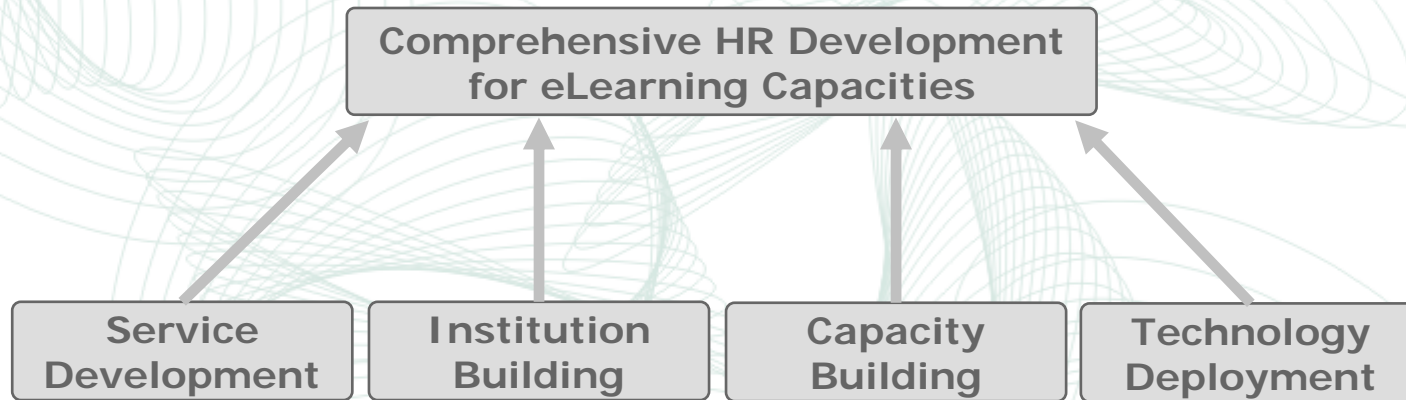 Comprehensive HR Development
for eLearning Capacities
Service
Development
Institution
Building
Capacity
Building
Technology
Deployment